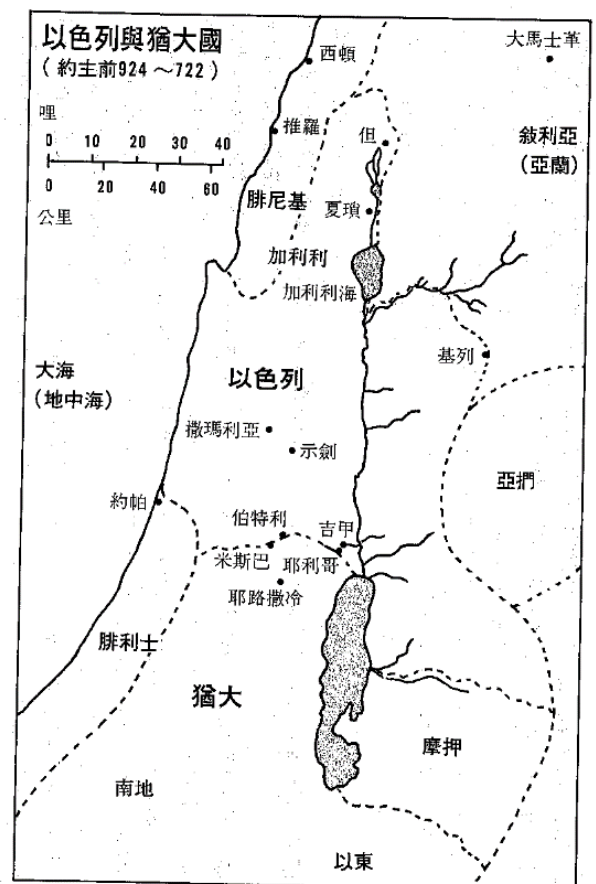 以色列與猶大國
(約主前924～722)
哩
0 10 20 30 40
0 20 40 60
公里
西頓
大馬士革
推羅
但
敍利亞
(亞蘭)
腓尼基
夏瑣
加利利
加利利海
基列
大海
(地中海)
以色列
撒瑪利亞
示劍
亞捫
約帕
伯特利
吉甲
米斯巴
耶利哥
耶路撒冷
腓利士
猶大
摩押
南地
以東